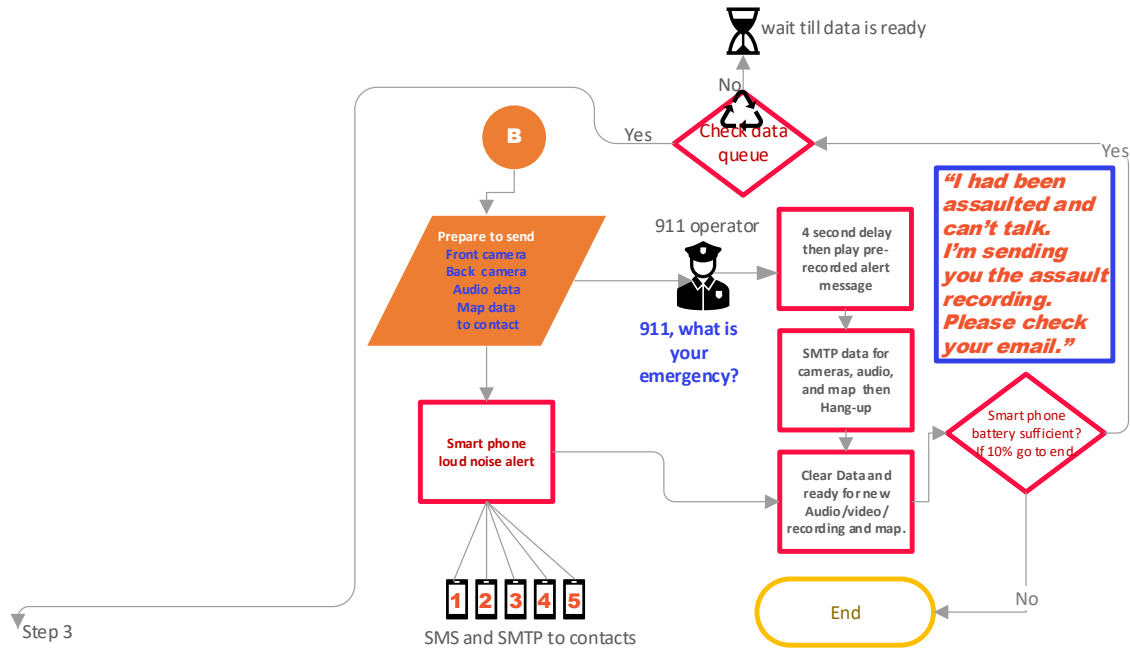 wait till data is ready
No
Check data
queue
Yes
Yes
B
Prepare to send
Front camera
Back camera
Audio data
Map data
to contact
911 operator
911, what is
your
emergency?
4 second delay
then play pre-
recorded alert
message
“I had been
assaulted and
can’t talk.
I’m sending
you the assault
recording.
Please check
your email.”
SMTP data for
cameras, audio,
and map then
Hang-up
Smart phone
loud noise alert
Smart phone
battery sufficient?
If 10% go to end
Clear Data and
ready for new
Audio/video/
recording and map.
1 2 3 4 5
SMS and SMTP to contacts
End
No
Step 3